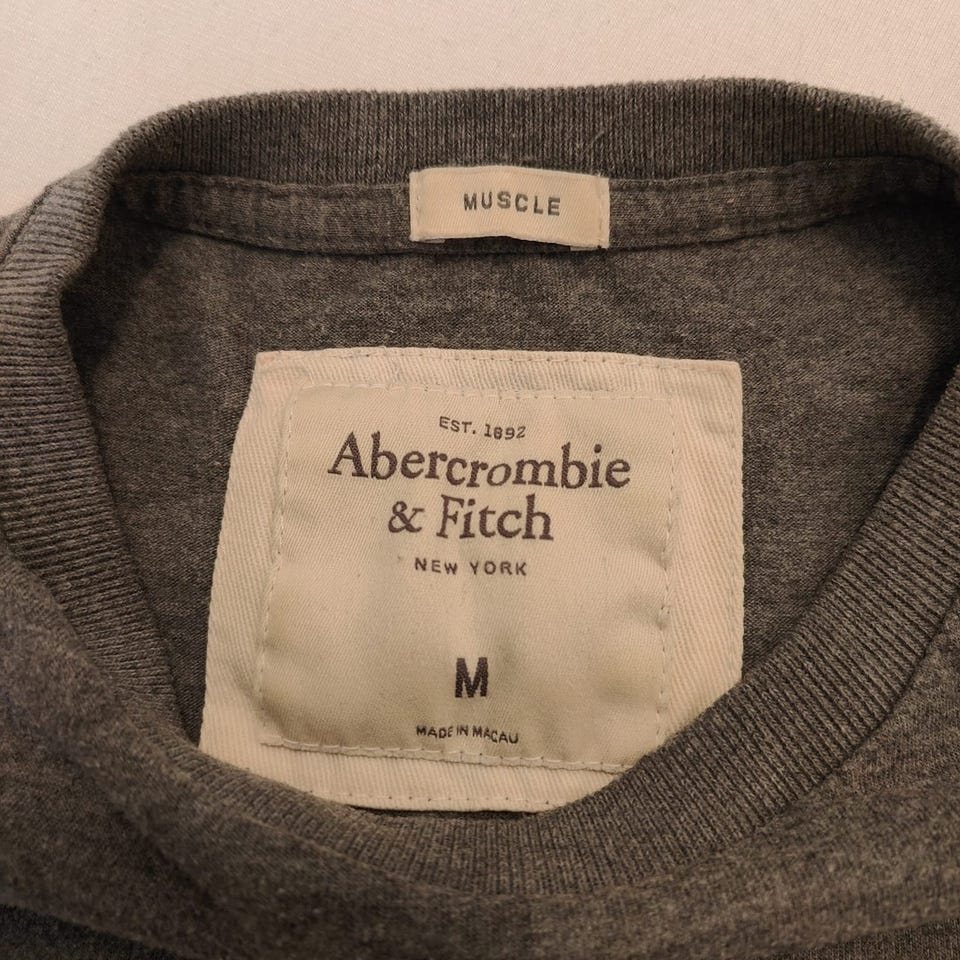 MUSCLE
EST. 1892
Abercrombie
& Fitch
NEW YORK
M
MADE IN MACAU